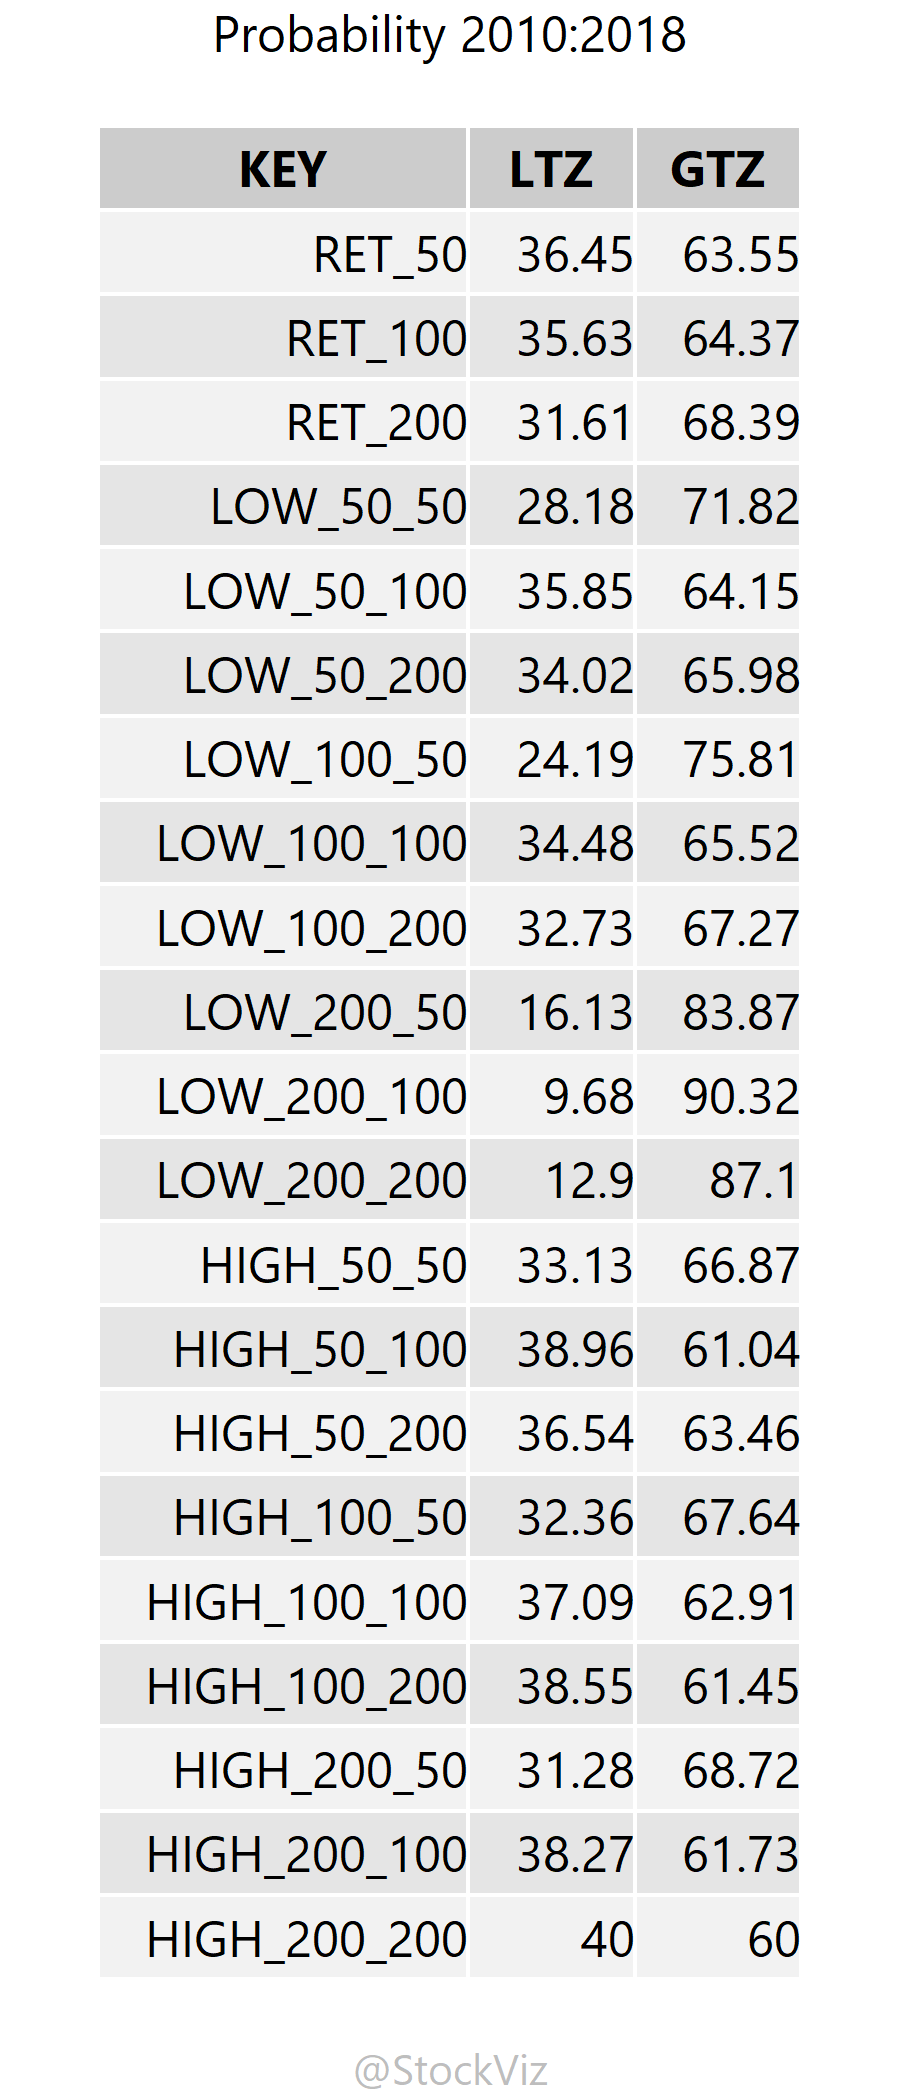 Probability 2010:2018
KEY LTZ GTZ
RET_50 36.45 63.55
RET_100 35.63 64.37
RET_200 31.61 68.39
LOW_50_50 28.18 71.82
LOW_50_100 35.85 64.15
LOW_50_200 34.02 65.98
LOW_100_50 24.19 75.81
LOW_100_100 34.48 65.52
LOW_100_200 32.73 67.27
LOW_200_50 16.13 83.87
LOW_200_100 9.68 90.32
LOW_200_200 12.9 87.1
HIGH_50_50 33.13 66.87
HIGH_50_100 38.96 61.04
HIGH_50_200 36.54 63.46
HIGH_100_50 32.36 67.64
HIGH_100_100 37.09 62.91
HIGH_100_200 38.55 61.45
HIGH_200_50 31.28 68.72
HIGH_200_100 38.27 61.73
HIGH_200_200 40 60
@StockViz